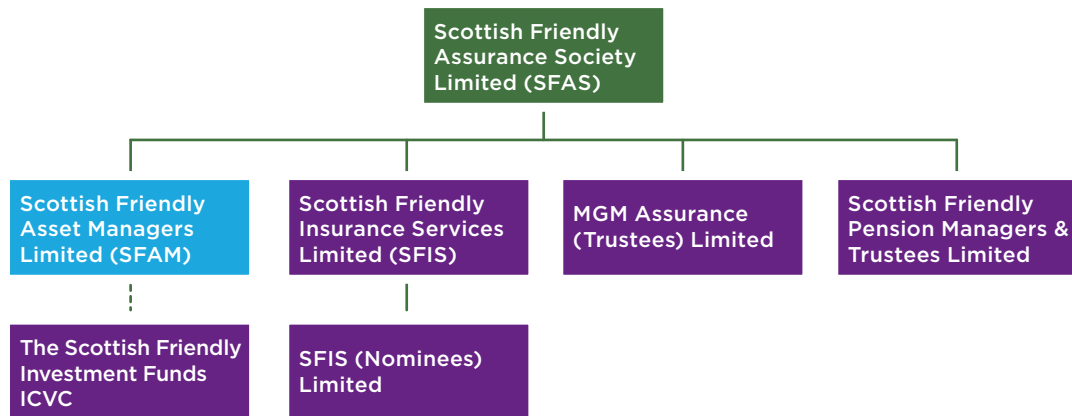 Scottish Friendly
Assurance Society
Limited (SFAS)
Scottish Friendly
Asset Managers
Limited (SFAM)
Scottish Friendly
Insurance Services
Limited (SFIS)
MGM Assurance
(Trustees) Limited
Scottish Friendly
Pension Managers &
Trustees Limited
The Scottish Friendly
Investment Funds
ICVC
SFIS (Nominees)
Limited